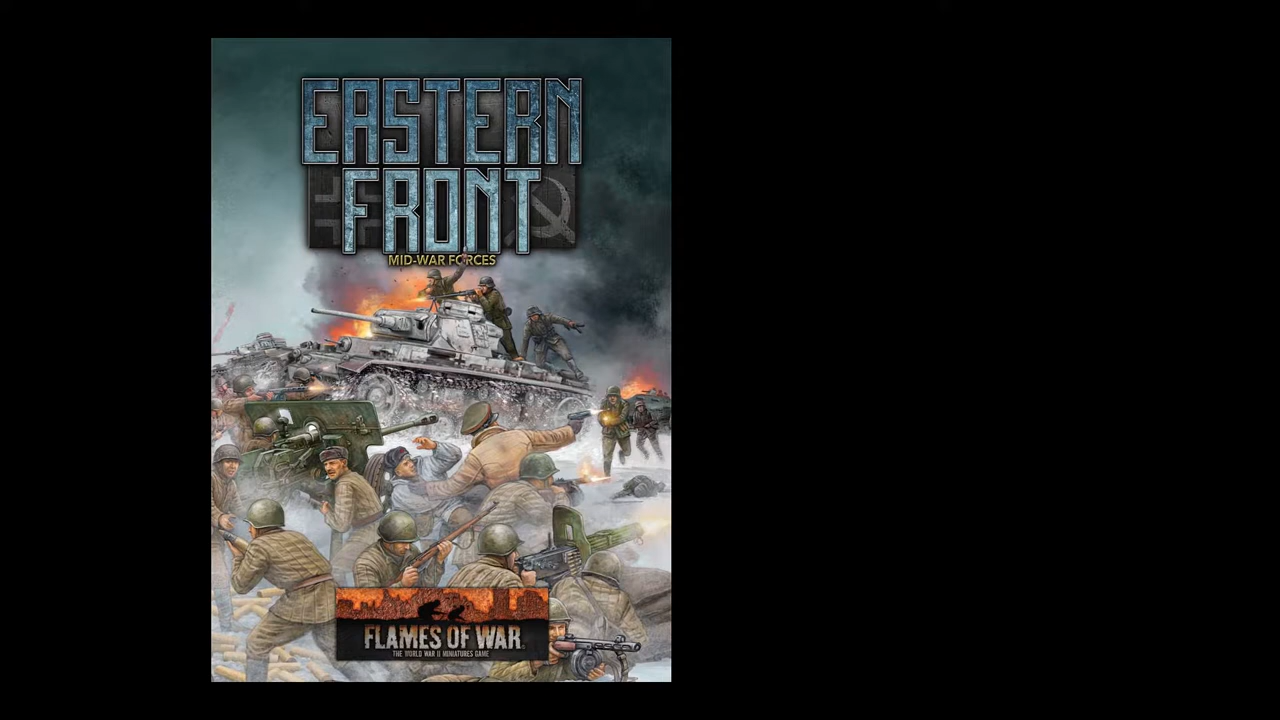 EASTERN
FRONT
MID-WAR FORCES
FLAMES OF WAR
THE WORLD WAR II MINIATURES GAME